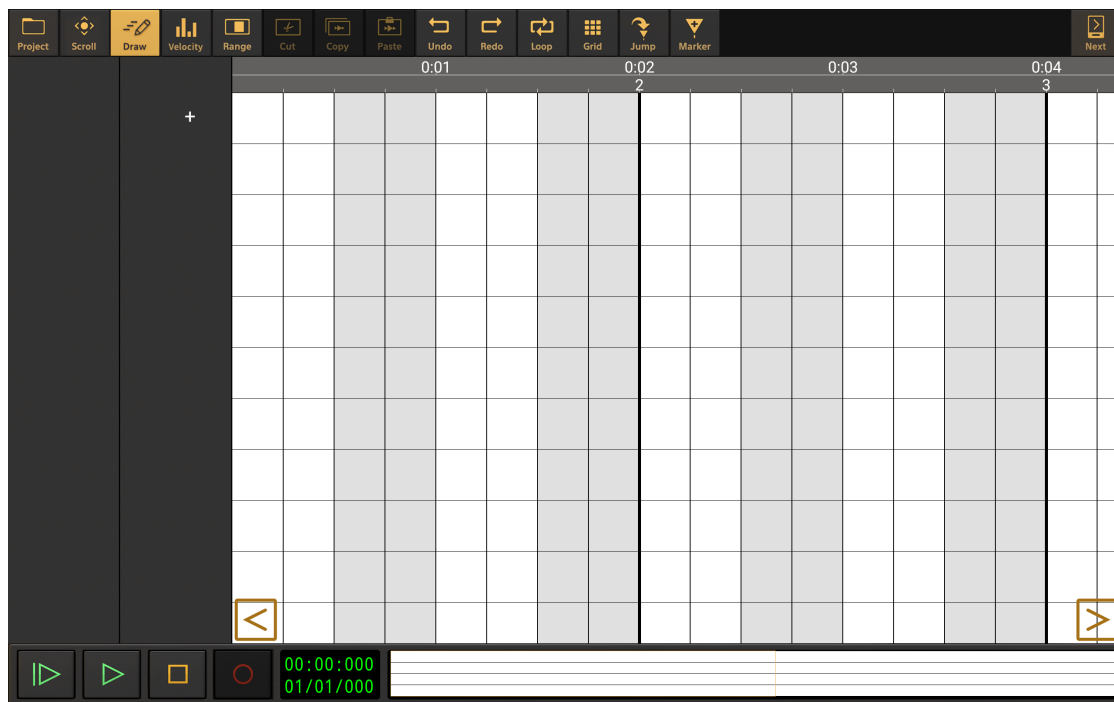 Project Scroll Draw Velocity Range Cut Copy Paste Undo Redo Loop Grid Jump Marker Next
0:01 0:02 0:03 0:04
2 3
+
< >
00:00:000
01/01/000